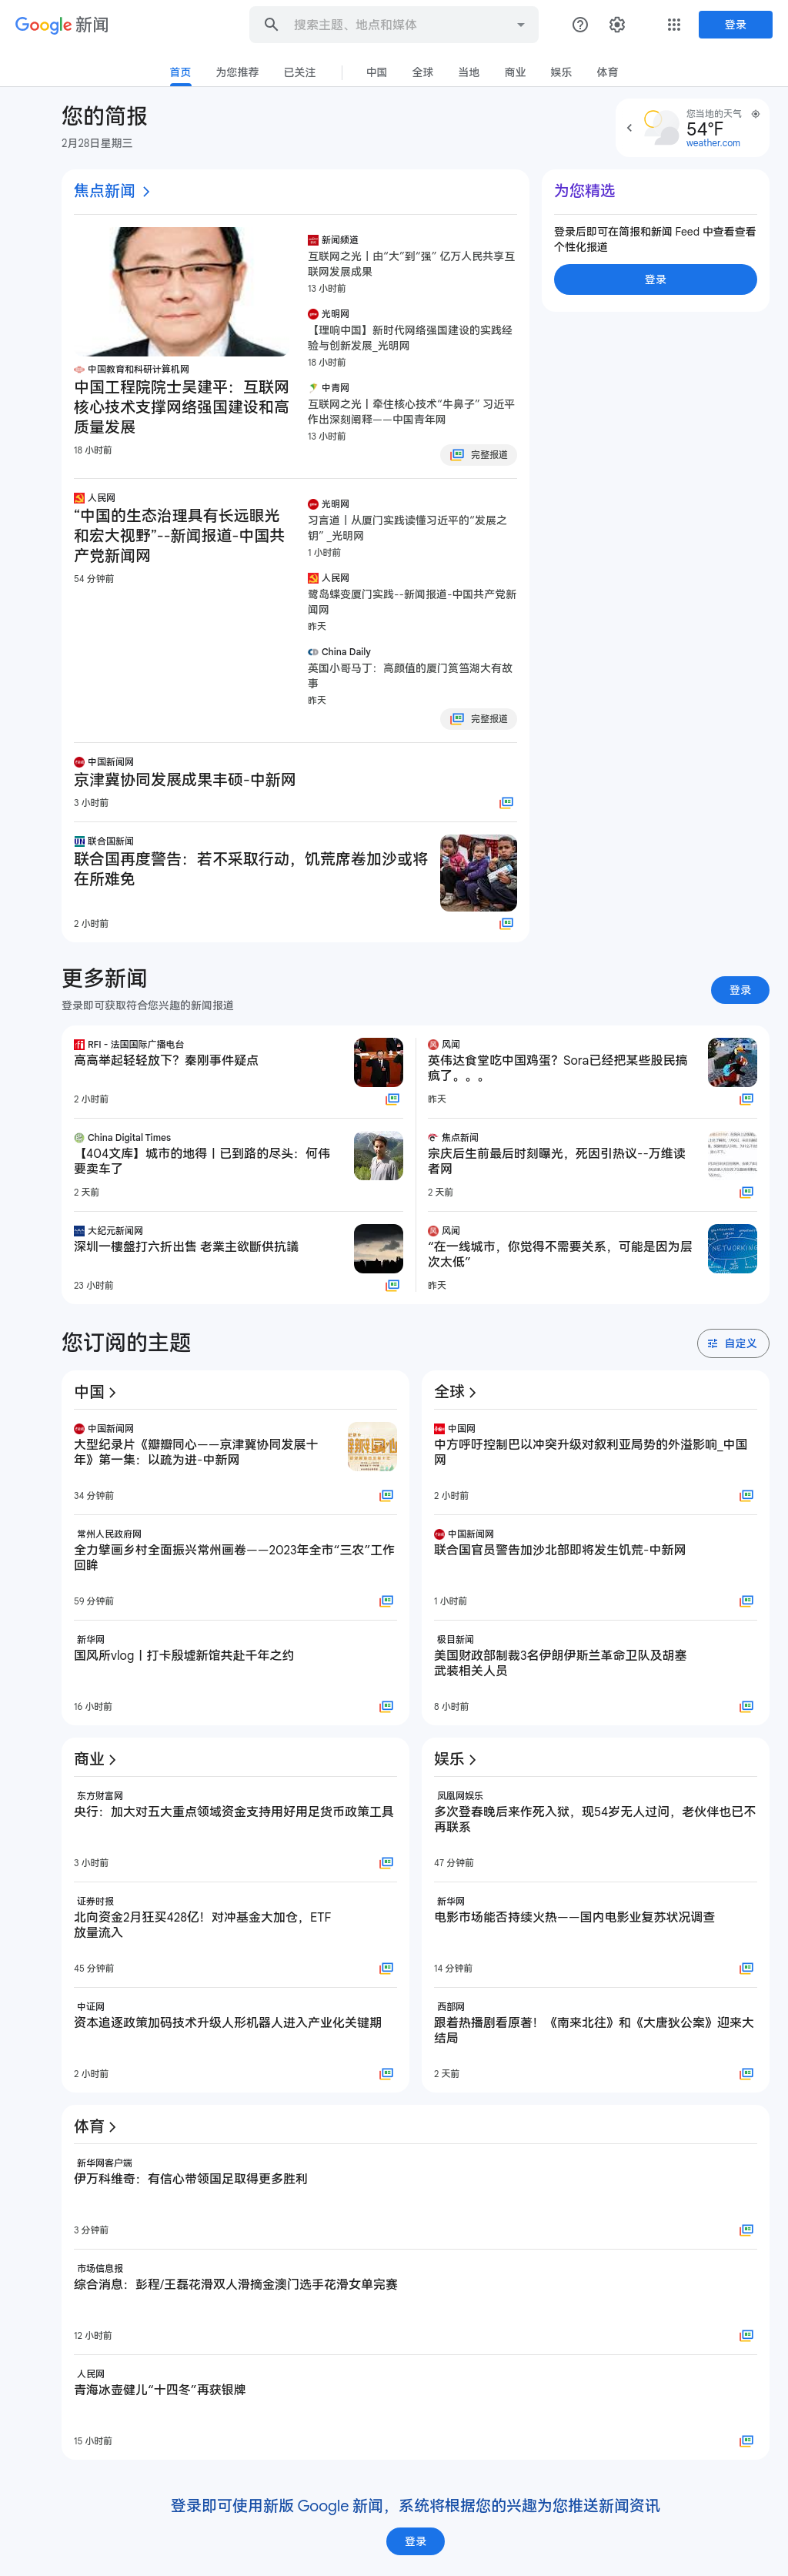 Google 新闻
搜索主题、地点和媒体
登录
首页
为您推荐
已关注
中国
全球
当地
商业
娱乐
体育
您的简报
2月28日星期三
您当地的天气
54°F
weather.com
焦点新闻
中国教育和科研计算机网
中国工程院院士吴建平：互联网
核心技术支撑网络强国建设和高
质量发展
18 小时前
新闻频道
互联网之光丨由“大”到“强” 亿万人民共享互
联网发展成果
13 小时前
光明网
【理响中国】新时代网络强国建设的实践经
验与创新发展_光明网
18 小时前
中青网
互联网之光丨牵住核心技术“牛鼻子” 习近平
作出深刻阐释——中国青年网
13 小时前
完整报道
人民网
“中国的生态治理具有长远眼光
和宏大视野”--新闻报道-中国共
产党新闻网
54 分钟前
光明网
习言道丨从厦门实践读懂习近平的“发展之
钥” _光明网
1 小时前
人民网
鹭岛蝶变厦门实践--新闻报道-中国共产党新
闻网
昨天
China Daily
英国小哥马丁：高颜值的厦门筼筜湖大有故
事
昨天
完整报道
中国新闻网
京津冀协同发展成果丰硕-中新网
3 小时前
联合国新闻
联合国再度警告：若不采取行动，饥荒席卷加沙或将
在所难免
2 小时前
为您精选
登录后即可在简报和新闻 Feed 中查看查看
个性化报道
登录
更多新闻
登录即可获取符合您兴趣的新闻报道
登录
RFI - 法国国际广播电台
高高举起轻轻放下？秦刚事件疑点
2 小时前
风闻
英伟达食堂吃中国鸡蛋？Sora已经把某些股民搞
疯了。。。
昨天
China Digital Times
【404文库】城市的地得丨已到路的尽头：何伟
要卖车了
2 天前
焦点新闻
宗庆后生前最后时刻曝光，死因引热议--万维读
者网
2 天前
大纪元新闻网
深圳一樓盤打六折出售 老業主欲斷供抗議
23 小时前
风闻
“在一线城市，你觉得不需要关系，可能是因为层
次太低”
昨天
NETWORKING
您订阅的主题
自定义
中国
中国新闻网
大型纪录片《瓣瓣同心——京津冀协同发展十
年》第一集：以疏为进-中新网
34 分钟前
常州人民政府网
全力擘画乡村全面振兴常州画卷——2023年全市“三农”工作
回眸
59 分钟前
新华网
国风所vlog丨打卡殷墟新馆共赴千年之约
16 小时前
全球
中国网
中方呼吁控制巴以冲突升级对叙利亚局势的外溢影响_中国
网
2 小时前
中国新闻网
联合国官员警告加沙北部即将发生饥荒-中新网
1 小时前
极目新闻
美国财政部制裁3名伊朗伊斯兰革命卫队及胡塞
武装相关人员
8 小时前
商业
东方财富网
央行：加大对五大重点领域资金支持用好用足货币政策工具
3 小时前
证券时报
北向资金2月狂买428亿！对冲基金大加仓，ETF
放量流入
45 分钟前
中证网
资本追逐政策加码技术升级人形机器人进入产业化关键期
2 小时前
娱乐
凤凰网娱乐
多次登春晚后来作死入狱，现54岁无人过问，老伙伴也已不
再联系
47 分钟前
新华网
电影市场能否持续火热——国内电影业复苏状况调查
14 分钟前
西部网
跟着热播剧看原著！《南来北往》和《大唐狄公案》迎来大
结局
2 天前
体育
新华网客户端
伊万科维奇：有信心带领国足取得更多胜利
3 分钟前
市场信息报
综合消息：彭程/王磊花滑双人滑摘金澳门选手花滑女单完赛
12 小时前
人民网
青海冰壶健儿“十四冬”再获银牌
15 小时前
登录即可使用新版 Google 新闻，系统将根据您的兴趣为您推送新闻资讯
登录